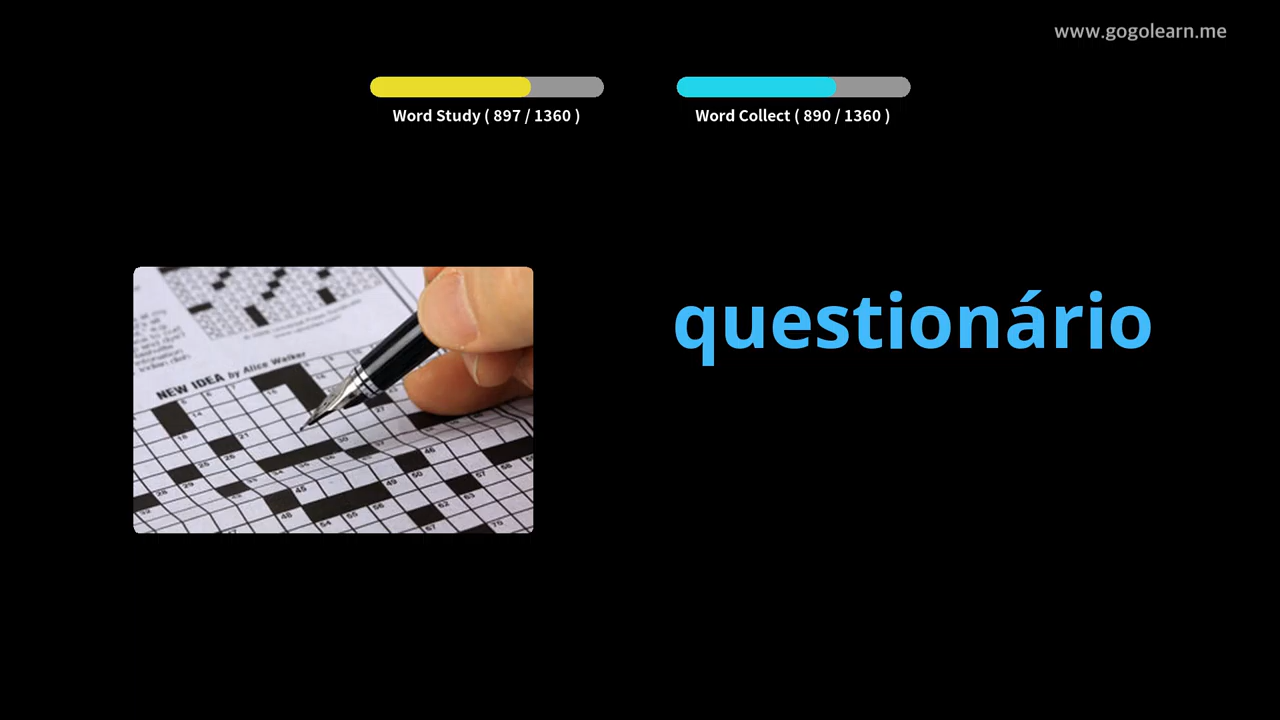 www.gogolearn.me
Word Study ( 897 / 1360 )
Word Collect ( 890 / 1360 )
questionário
NEW IDEA by Alice Walker